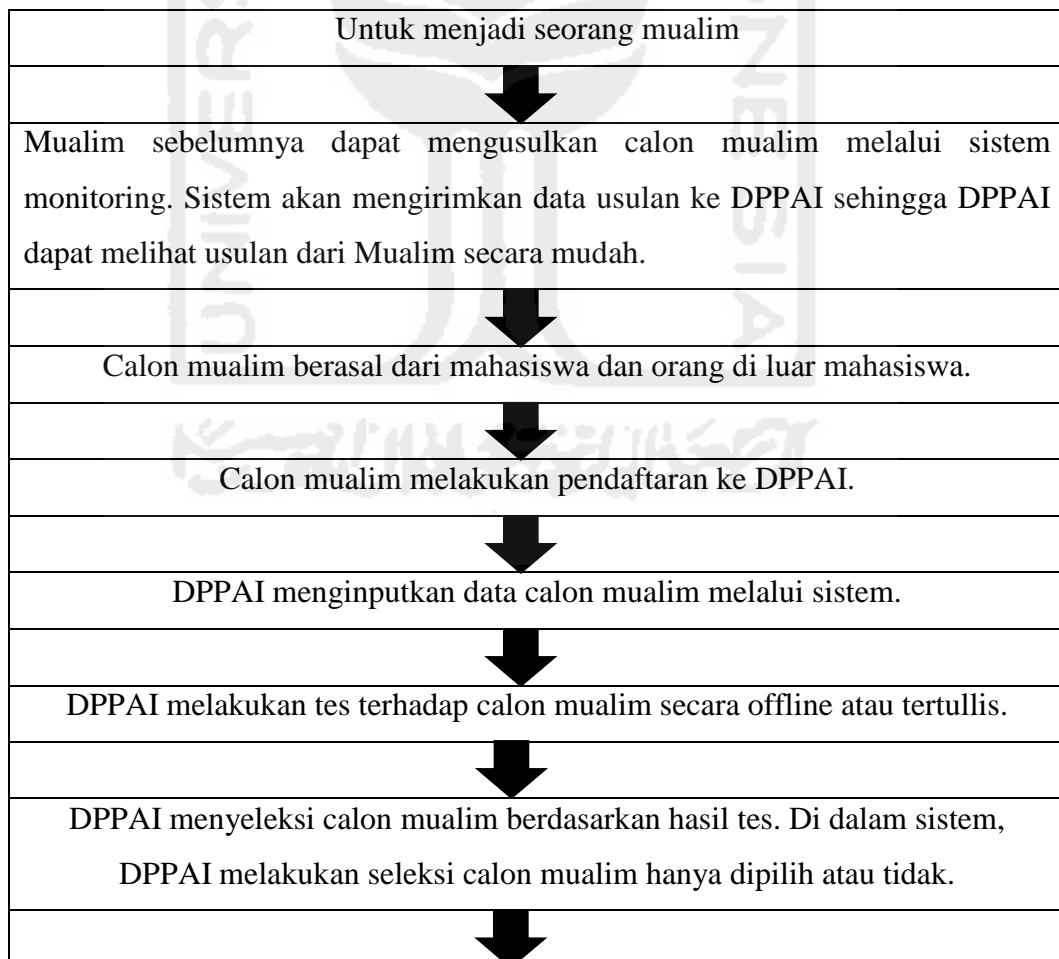 Untuk menjadi seorang mualim
Mualim sebelumnya dapat mengusulkan calon mualim melalui sistem
monitoring. Sistem akan mengirimkan data usulan ke DPPAI sehingga DPPAI
dapat melihat usulan dari Mualim secara mudah.
Calon mualim berasal dari mahasiswa dan orang di luar mahasiswa.
Calon mualim melakukan pendaftaran ke DPPAI.
DPPAI menginputkan data calon mualim melalui sistem.
DPPAI melakukan tes terhadap calon mualim secara offline atau tertullis.
DPPAI menyeleksi calon mualim berdasarkan hasil tes. Di dalam sistem,
DPPAI melakukan seleksi calon mualim hanya dipilih atau tidak.